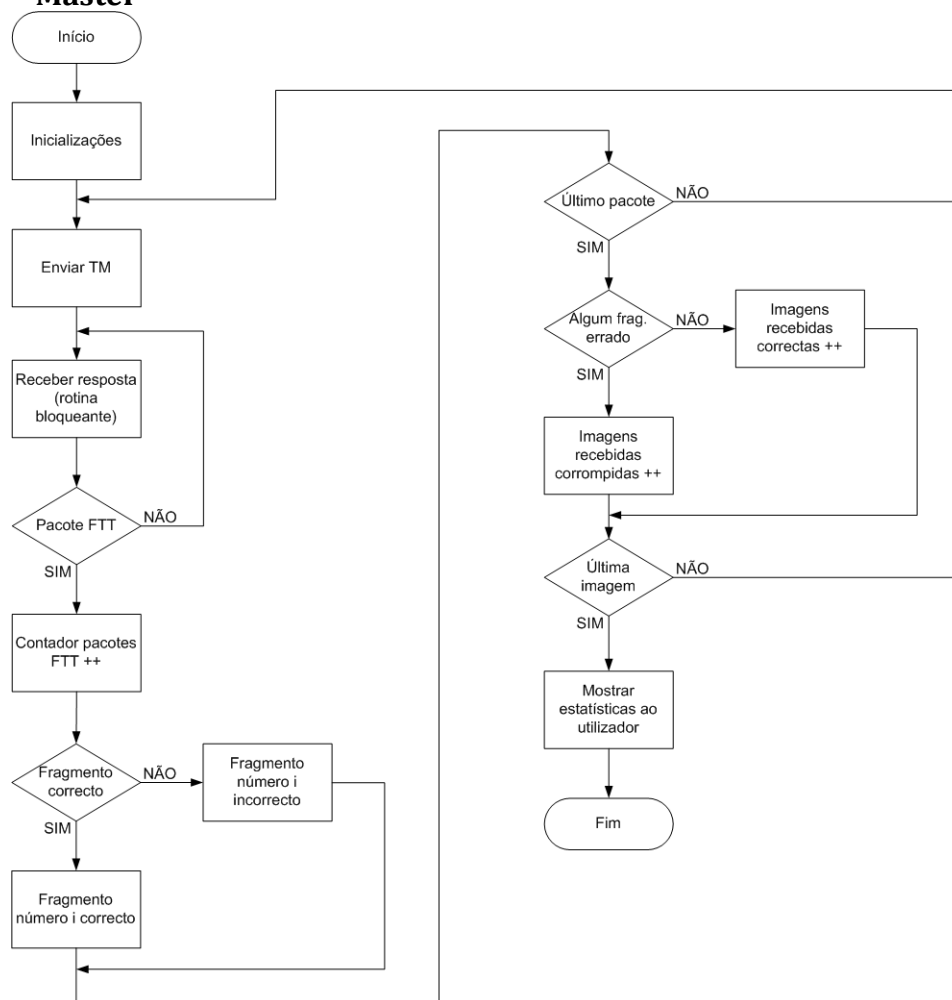 Master
Início
Inicializações
Enviar TM
Receber resposta
(rotina
bloqueante)
Pacote FTT
NÃO
SIM
Contador pacotes
FTT ++
Fragmento
correcto
NÃO
Fragmento
número i
incorrecto
SIM
Fragmento
número i correcto
Último pacote
NÃO
SIM
Algum frag.
errado
NÃO
Imagens
recebidas
correctas ++
SIM
Imagens
recebidas
corrompidas ++
Última
imagem
NÃO
SIM
Mostrar
estatísticas ao
utilizador
Fim